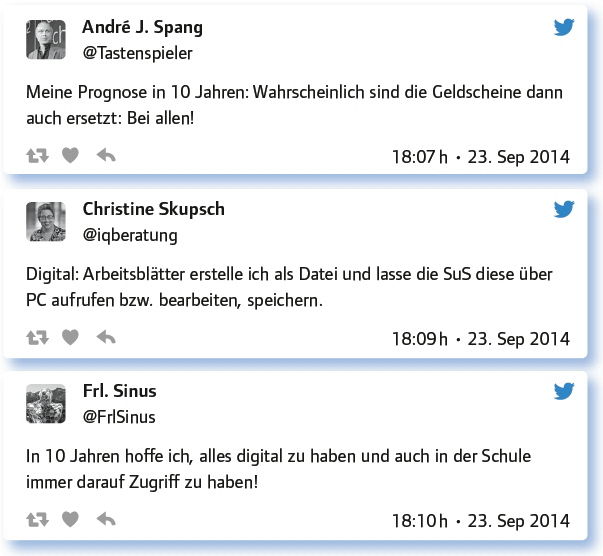 André J. Spang
@Tastenspieler
Meine Prognose in 10 Jahren: Wahrscheinlich sind die Geldscheine dann
auch ersetzt: Bei allen!
18:07 h • 23. Sep 2014
Christine Skupsch
@iqberatung
Digital: Arbeitsblätter erstelle ich als Datei und lasse die SuS diese über
PC aufrufen bzw. bearbeiten, speichern.
18:09 h • 23. Sep 2014
Frl. Sinus
@FrlSinus
In 10 Jahren hoffe ich, alles digital zu haben und auch in der Schule
immer darauf Zugriff zu haben!
18:10 h • 23. Sep 2014